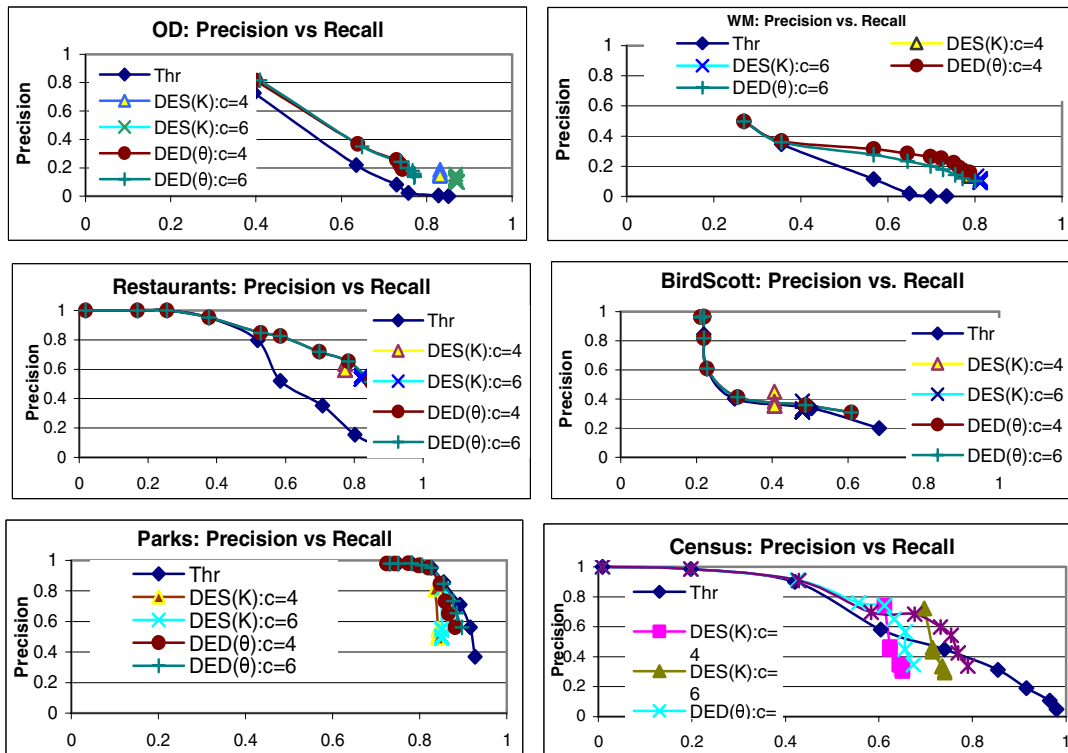 OD: Precision vs Recall
Precision
1
0.8
0.6
0.4
0.2
0
0.4
0.6
0.8
1
Thr
DES(K):c=4
DES(K):c=6
DED(θ):c=4
DED(θ):c=6
WM: Precision vs. Recall
Thr
DES(K):c=4
DES(K):c=6
DED(θ):c=4
DED(θ):c=6
Precision
1
0.5
0
0
0.2
0.4
0.6
0.8
1
Restaurants: Precision vs Recall
Precision
1
0.8
0.6
0.4
0.2
0
0
0.2
0.4
0.6
0.8
1
Thr
DES(K):c=4
DES(K):c=6
DED(θ):c=4
DED(θ):c=6
BirdScott: Precision vs. Recall
Precision
1
0.8
0.6
0.4
0.2
0
0
0.2
0.4
0.6
0.8
1
Thr
DES(K):c=4
DES(K):c=6
DED(θ):c=4
DED(θ):c=6
Parks: Precision vs Recall
Precision
1
0.8
0.6
0.4
0.2
0
0
0.2
0.4
0.6
0.8
1
Thr
DES(K):c=4
DES(K):c=6
DED(θ):c=4
DED(θ):c=6
Census: Precision vs Recall
Precision
1
0.8
0.6
0.4
0.2
0
0
0.2
0.4
0.6
0.8
1
Thr
DES(K):c=
4
DES(K):c=
6
DED(θ):c=